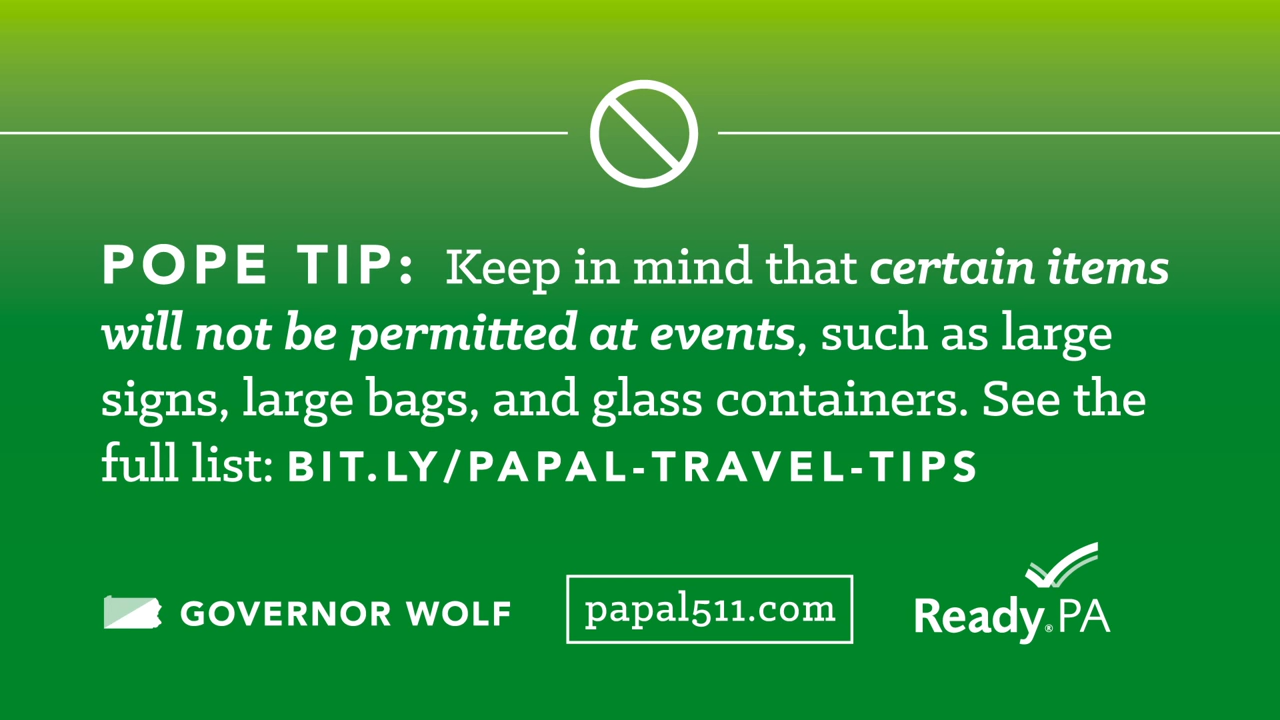 POPE TIP: Keep in mind that certain items
will not be permitted at events, such as large
signs, large bags, and glass containers. See the
full list: BIT.LY/PAPAL-TRAVEL-TIPS
GOVERNOR WOLF
papal511.com
Ready®PA